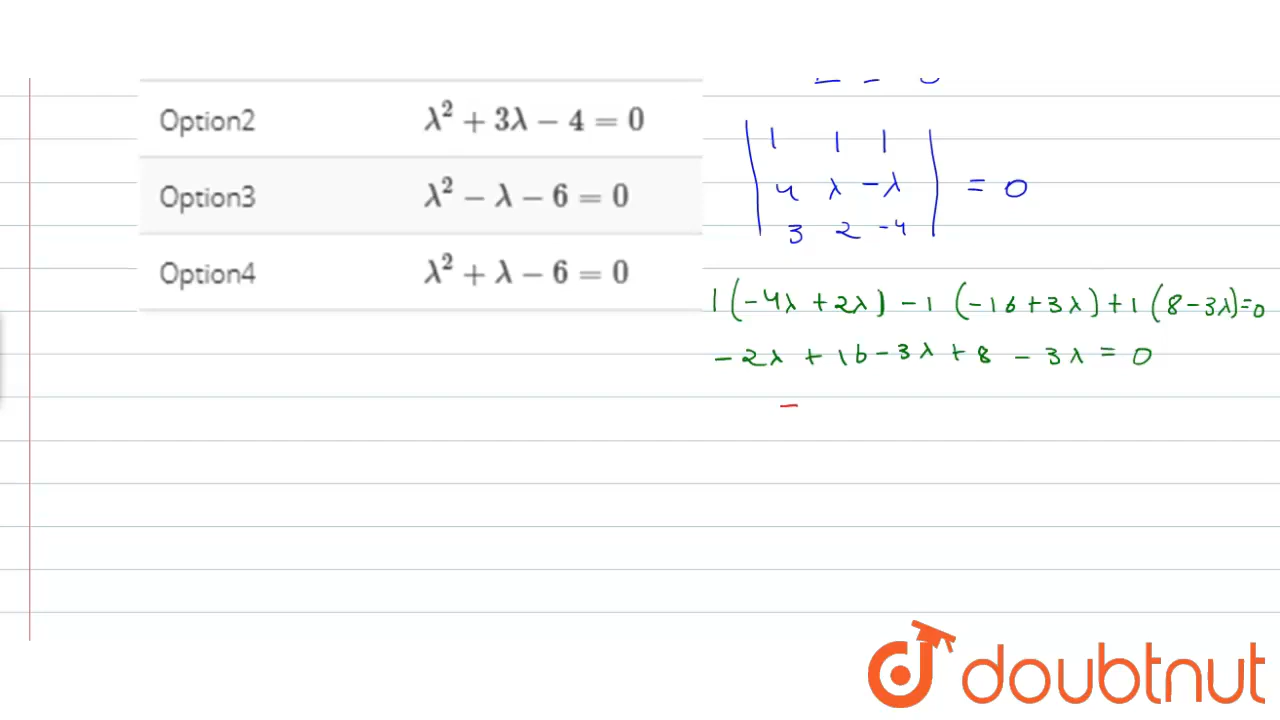 Option2 λ² + 3λ − 4 = 0
Option3 λ² − λ − 6 = 0
Option4 λ² + λ − 6 = 0
| 1 1 1 |
| 4 λ −λ | = 0
| 3 2 −4 |
1(−4λ + 2λ) − 1(−16 + 3λ) + 1(8 − 3λ) = 0
− 2λ + 16 − 3λ + 8 − 3λ = 0
−
doubtnut